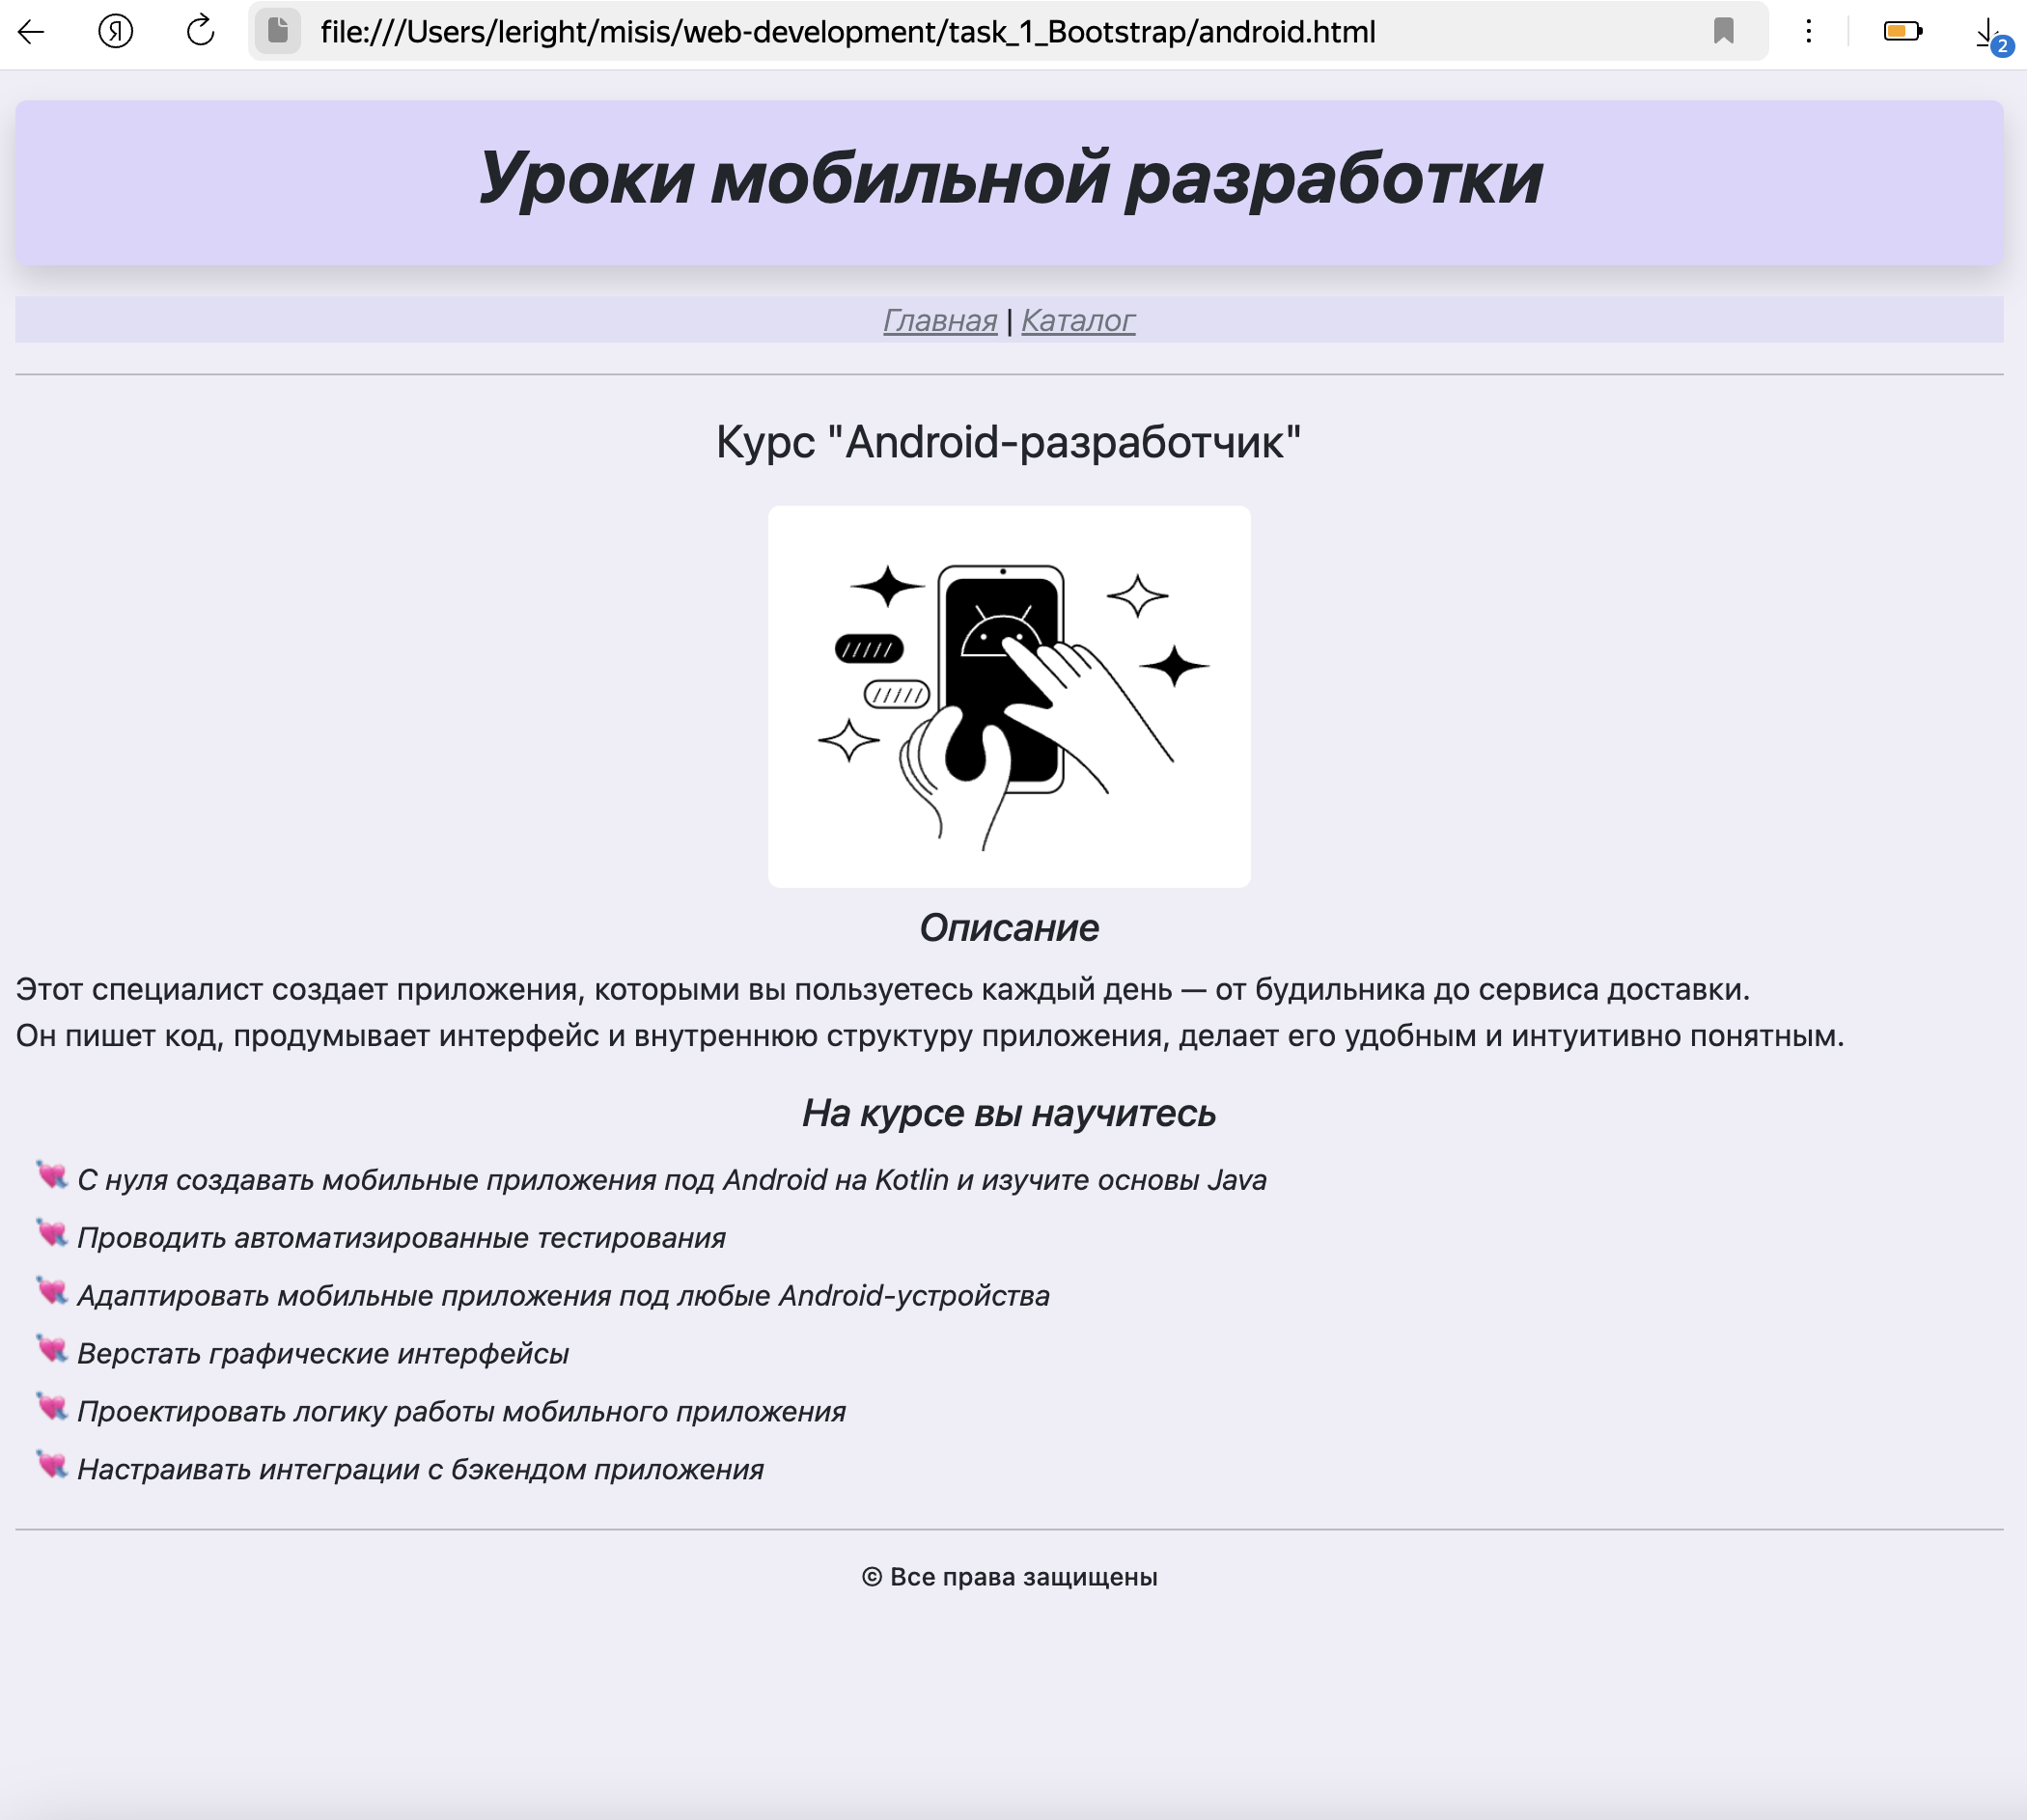 file:///Users/leright/misis/web-development/task_1_Bootstrap/android.html
2
Уроки мобильной разработки
Главная | Каталог
Курс "Android-разработчик"
Описание
Этот специалист создает приложения, которыми вы пользуетесь каждый день — от будильника до сервиса доставки.
Он пишет код, продумывает интерфейс и внутреннюю структуру приложения, делает его удобным и интуитивно понятным.
На курсе вы научитесь
💘 С нуля создавать мобильные приложения под Android на Kotlin и изучите основы Java
💘 Проводить автоматизированные тестирования
💘 Адаптировать мобильные приложения под любые Android-устройства
💘 Верстать графические интерфейсы
💘 Проектировать логику работы мобильного приложения
💘 Настраивать интеграции с бэкендом приложения
© Все права защищены